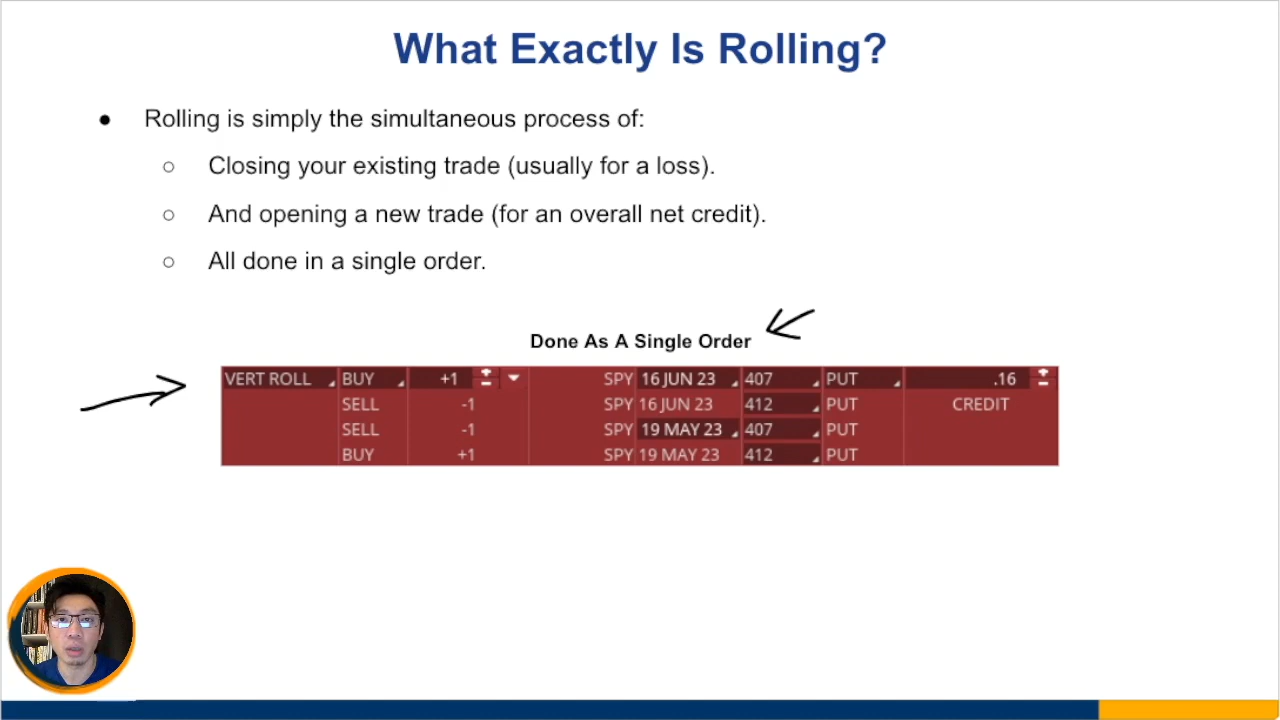 What Exactly Is Rolling?
● Rolling is simply the simultaneous process of:
○ Closing your existing trade (usually for a loss).
○ And opening a new trade (for an overall net credit).
○ All done in a single order.
Done As A Single Order
VERT ROLL BUY +1 SPY 16 JUN 23 407 PUT .16
SELL -1 SPY 16 JUN 23 412 PUT CREDIT
SELL -1 SPY 19 MAY 23 407 PUT
BUY +1 SPY 19 MAY 23 412 PUT